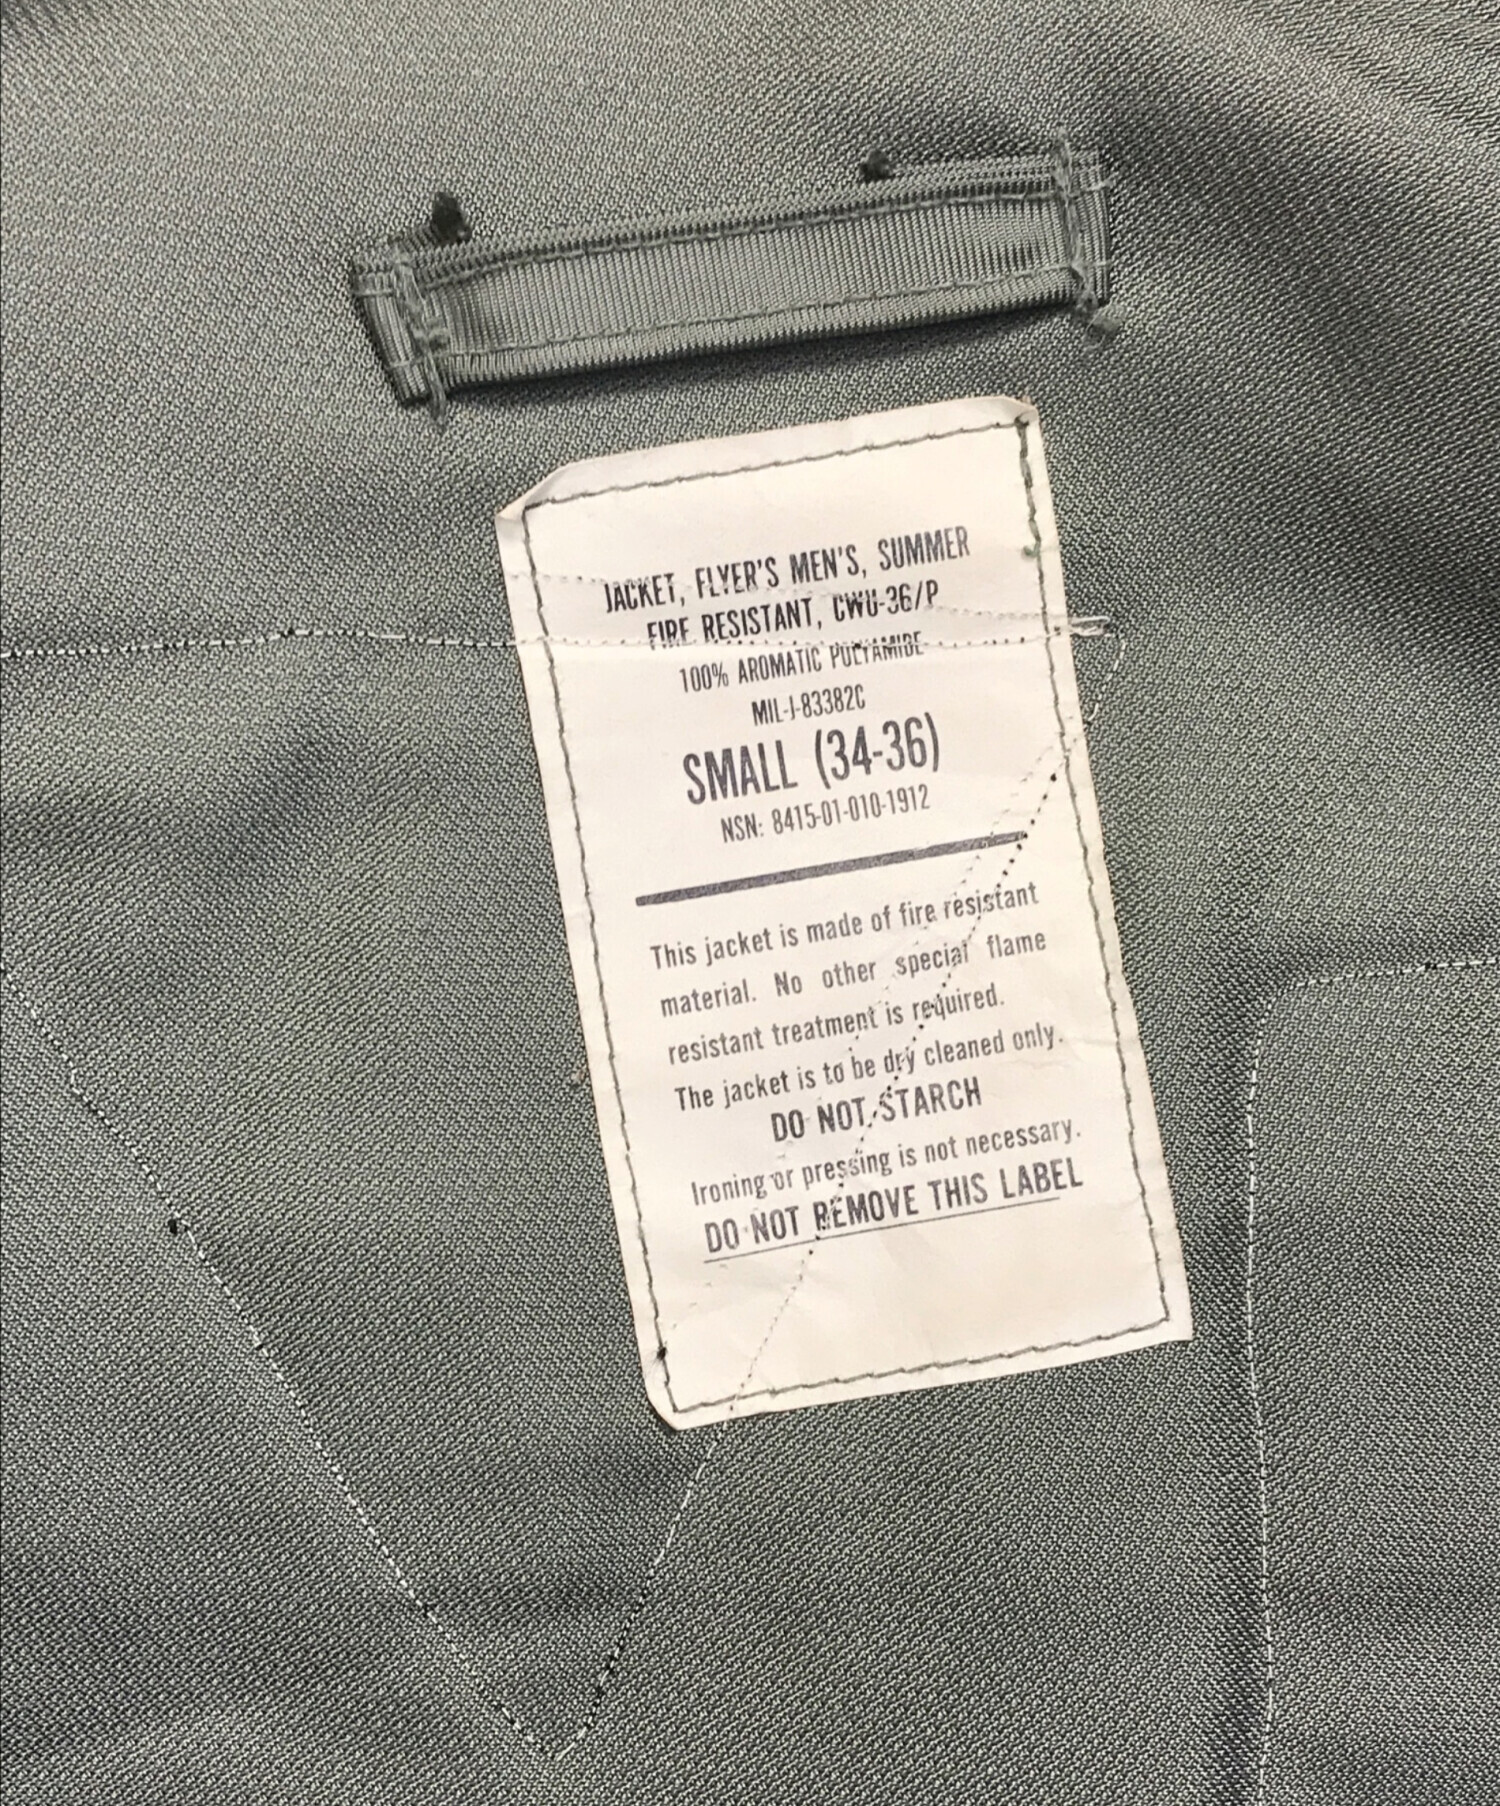 JACKET, FLYER'S MEN'S, SUMMER
FIRE RESISTANT, CWU-36/P
100% AROMATIC POLYAMIDE
MIL-J-83382C
SMALL (34-36)
NSN: 8415-01-010-1912
This jacket is made of fire resistant
material. No other special flame
resistant treatment is required.
The jacket is to be dry cleaned only.
DO NOT STARCH
Ironing or pressing is not necessary.
DO NOT REMOVE THIS LABEL